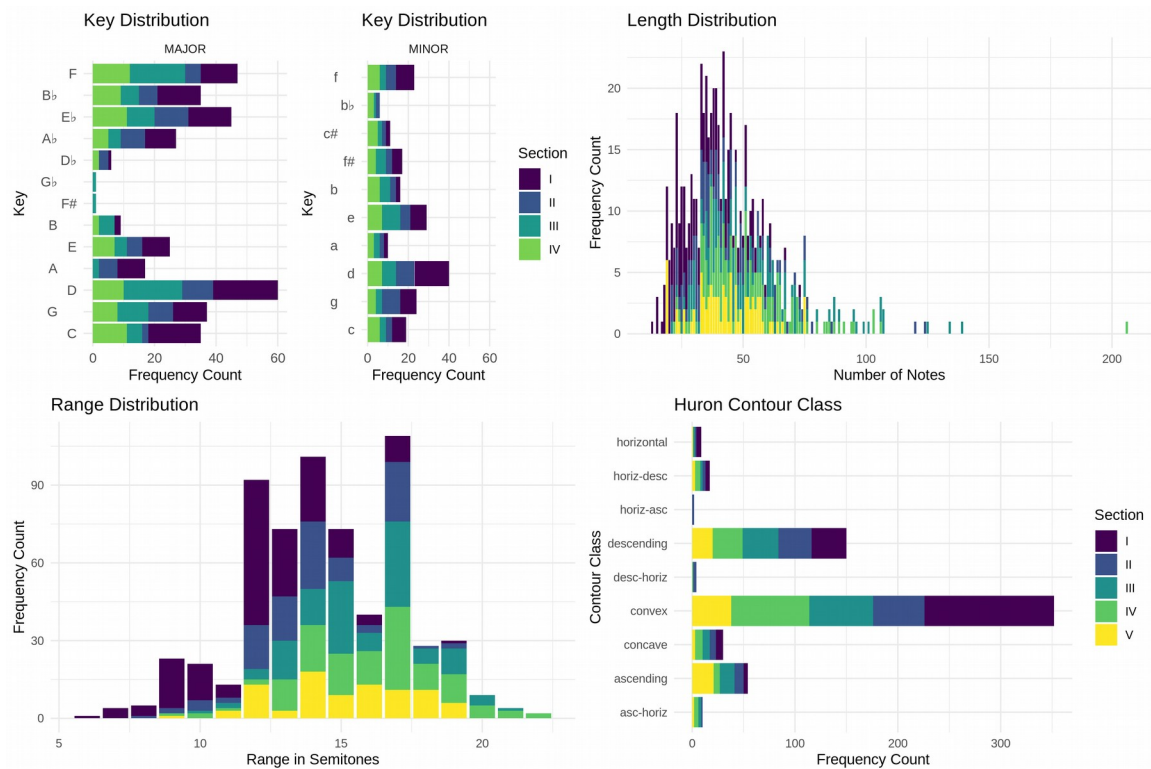 Key Distribution
MAJOR
Key
F
B♭
E♭
A♭
D♭
G♭
F#
B
E
A
D
G
C
0 20 40 60
Frequency Count
Key Distribution
MINOR
Key
f
b♭
c#
f#
b
e
a
d
g
c
0 20 40 60
Frequency Count
Section
I
II
III
IV
Length Distribution
Frequency Count
20
15
10
5
0
50 100 150 200
Number of Notes
Range Distribution
Frequency Count
90
60
30
0
5 10 15 20
Range in Semitones
Huron Contour Class
Contour Class
horizontal
horiz-desc
horiz-asc
descending
desc-horiz
convex
concave
ascending
asc-horiz
0 100 200 300
Frequency Count
Section
I
II
III
IV
V